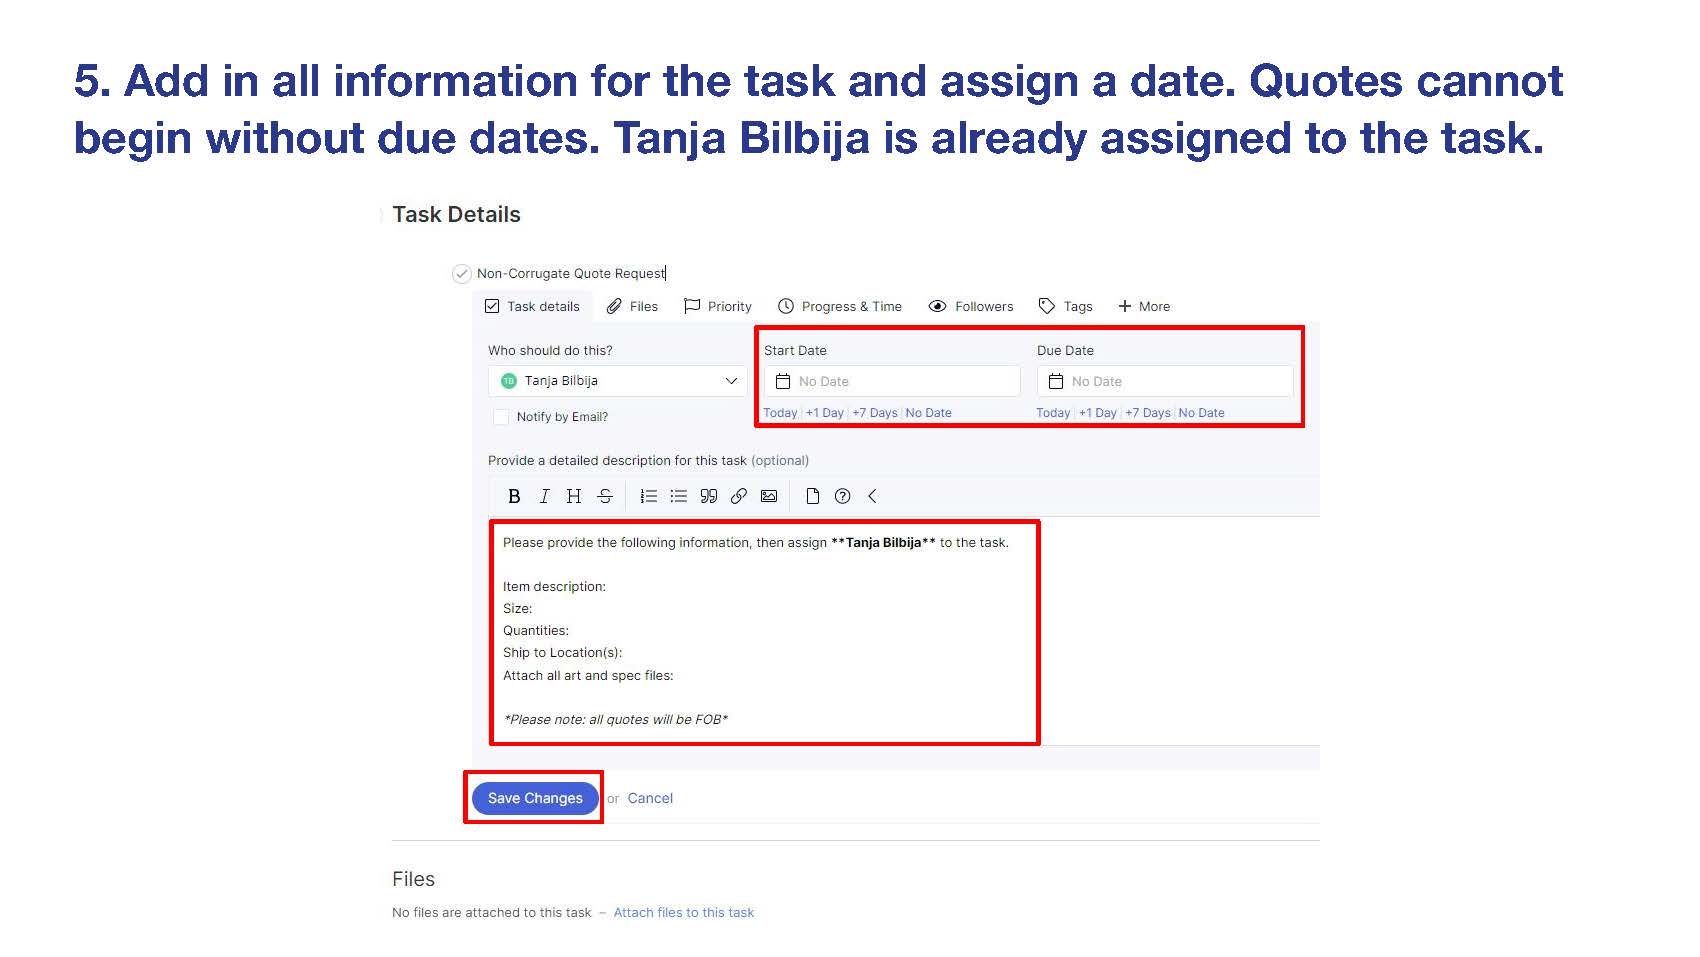 5. Add in all information for the task and assign a date. Quotes cannot
begin without due dates. Tanja Bilbija is already assigned to the task.
Task Details
Non-Corrugate Quote Request
Task details Files Priority Progress & Time Followers Tags + More
Who should do this? Start Date Due Date
TB Tanja Bilbija No Date No Date
Notify by Email? Today +1 Day +7 Days No Date Today +1 Day +7 Days No Date
Provide a detailed description for this task (optional)
B I H S
Please provide the following information, then assign **Tanja Bilbija** to the task.
Item description:
Size:
Quantities:
Ship to Location(s):
Attach all art and spec files:
*Please note: all quotes will be FOB*
Save Changes or Cancel
Files
No files are attached to this task – Attach files to this task